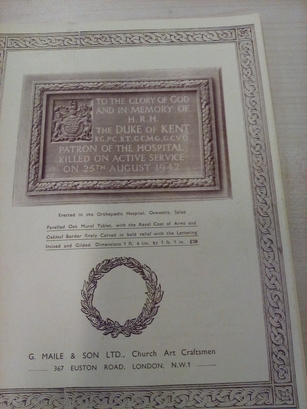 TO THE GLORY OF GOD
AND IN MEMORY OF
H.R.H
THE DUKE OF KENT
K.G, P.C, K.T, G.C.M.G, G.C.V.O
PATRON OF THE HOSPITAL
KILLED ON ACTIVE SERVICE
ON 25TH AUGUST 1942
Erected in the Orthopædic Hospital, Oswestry, Salop
Panelled Oak Mural Tablet, with the Royal Coat of Arms and
Oakleaf Border finely Carved in bold relief with the Lettering
Incised and Gilded. Dimensions 1 ft. 6 ins. by 1 ft. 1 in.
G. MAILE & SON LTD., Church Art Craftsmen
367 EUSTON ROAD, LONDON, N.W.1